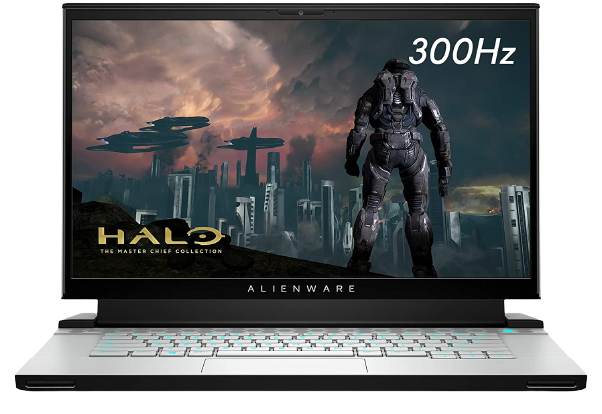 300Hz
HALO
THE MASTER CHIEF COLLECTION
ALIENWARE